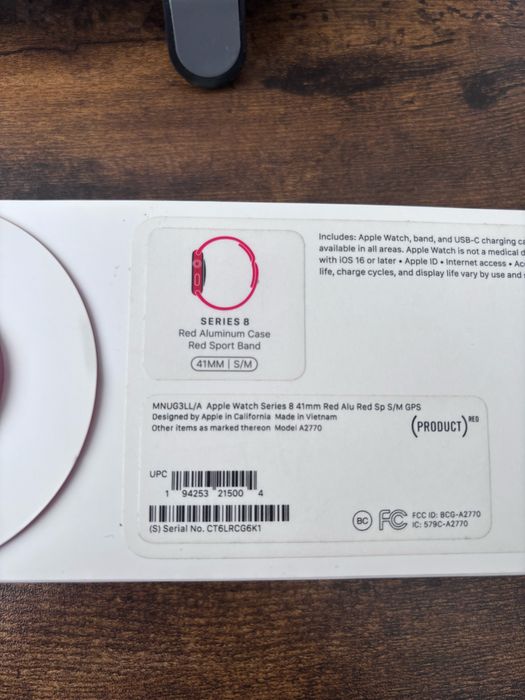 SERIES 8
Red Aluminum Case
Red Sport Band
41MM | S/M
Includes: Apple Watch, band, and USB-C charging
available in all areas. Apple Watch is not a medical
with iOS 16 or later • Apple ID • Internet access •
life, charge cycles, and display life vary by use and
MNUG3LL/A Apple Watch Series 8 41mm Red Alu Red Sp S/M GPS
Designed by Apple in California Made in Vietnam
Other items as marked thereon Model A2770
(PRODUCT)RED
UPC
1 94253 21500 4
(S) Serial No. CT6LRCG6K1
BC
FC
FCC ID: BCG-A2770
IC: 579C-A2770